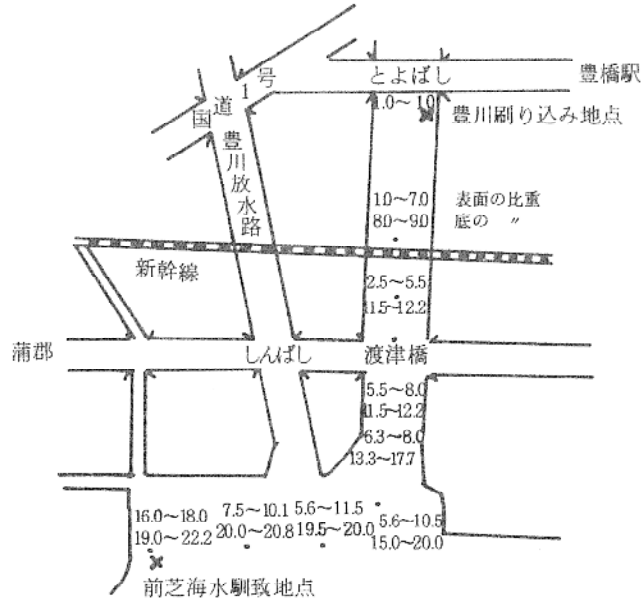 国道1号
とよばし
豊橋駅
1.0～1.0
豊川刷り込み地点
豊川放水路
1.0～7.0
表面の比重
8.0～9.0
底の 〃
新幹線
2.5～5.5
11.5～12.2
蒲郡
しんばし
渡津橋
5.5～8.0
11.5～12.2
6.3～8.0
13.3～17.7
16.0～18.0
7.5～10.1
5.6～11.5
5.6～10.5
19.0～22.2
20.0～20.8
19.5～20.0
15.0～20.0
前芝海水馴致地点